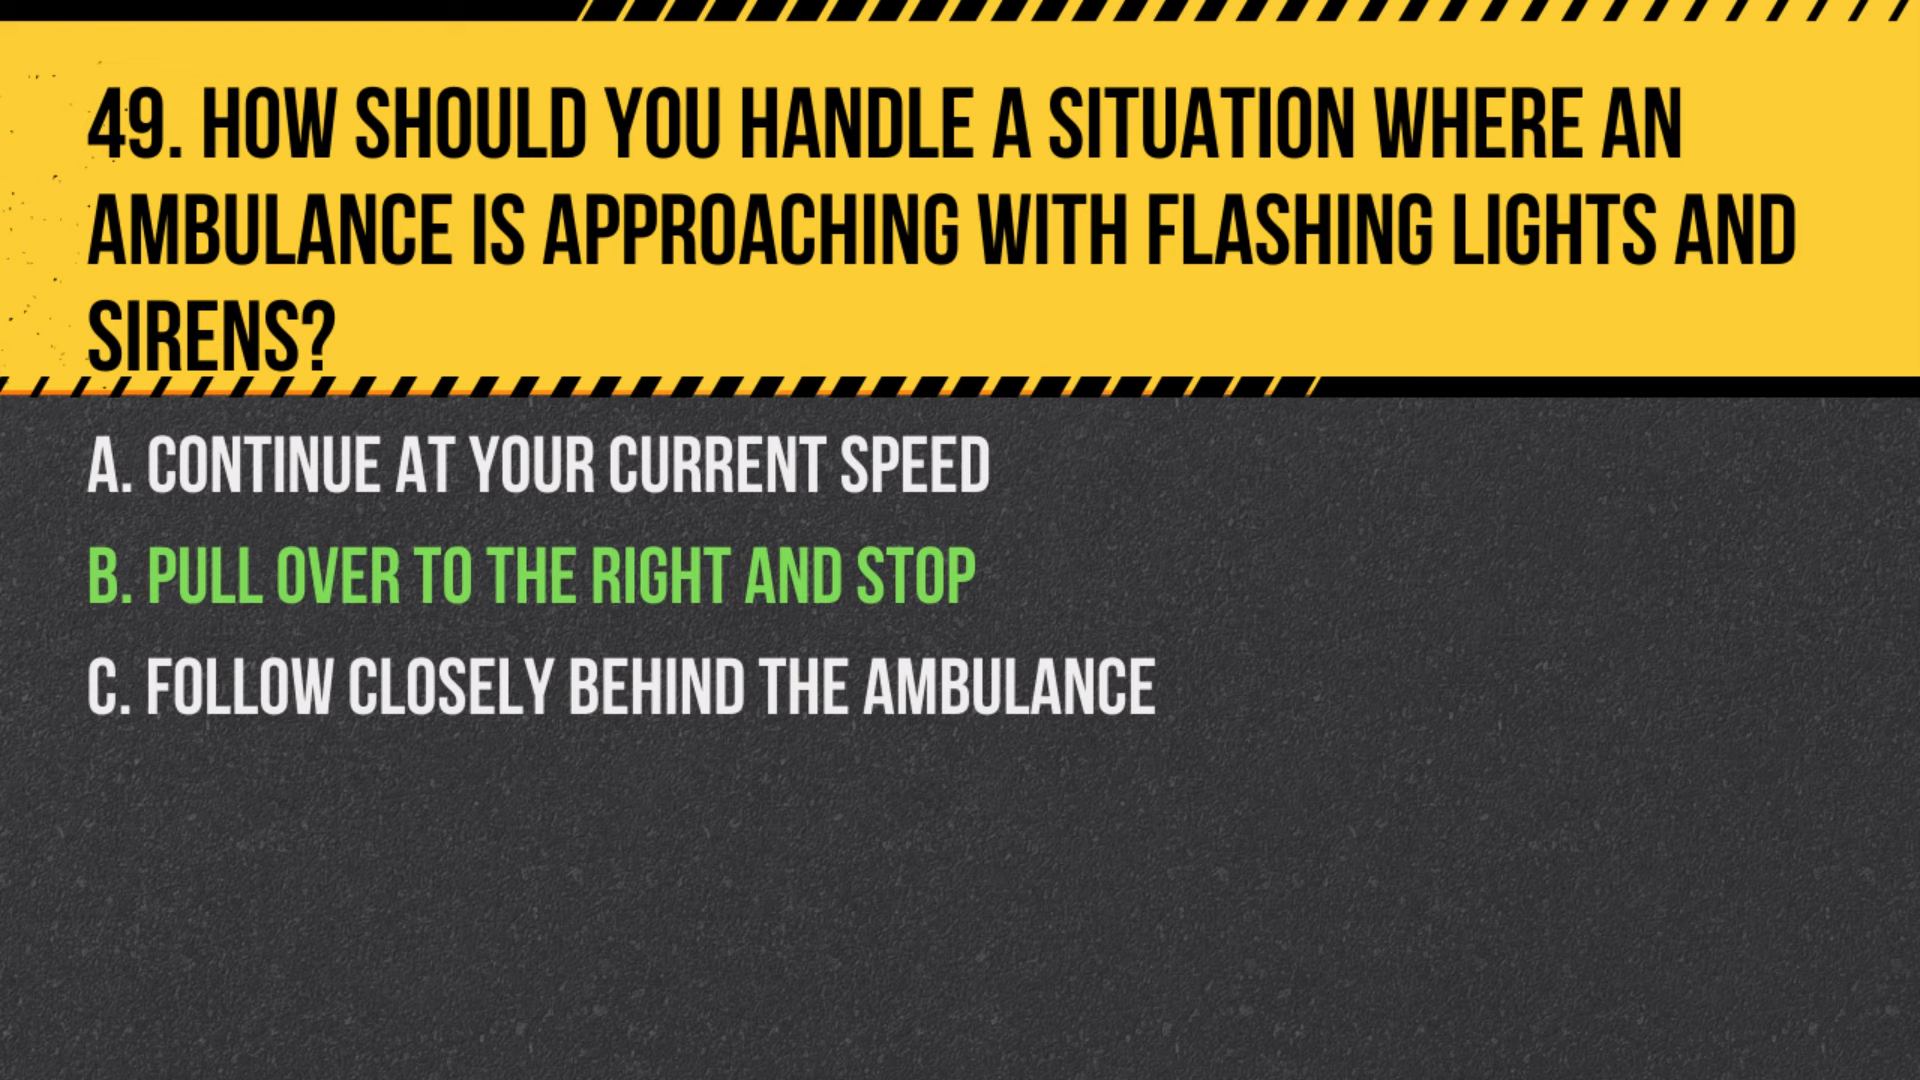 49. HOW SHOULD YOU HANDLE A SITUATION WHERE AN
AMBULANCE IS APPROACHING WITH FLASHING LIGHTS AND
SIRENS?
A. CONTINUE AT YOUR CURRENT SPEED
B. PULL OVER TO THE RIGHT AND STOP
C. FOLLOW CLOSELY BEHIND THE AMBULANCE